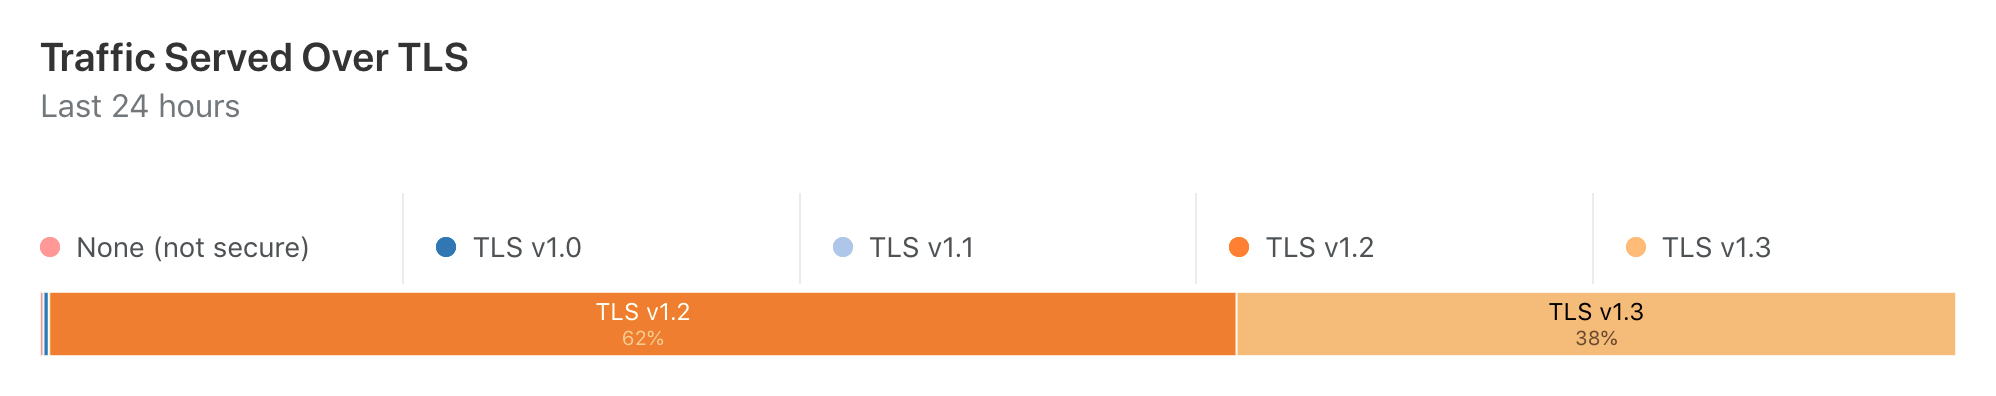 Traffic Served Over TLS
Last 24 hours
None (not secure)
TLS v1.0
TLS v1.1
TLS v1.2
TLS v1.3
TLS v1.2
62%
TLS v1.3
38%